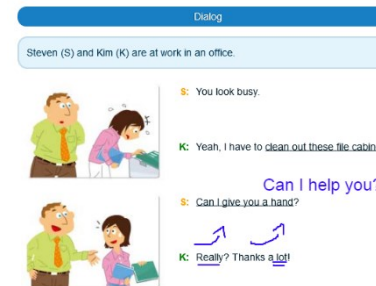 Dialog
Steven (S) and Kim (K) are at work in an office.
S: You look busy.
K: Yeah, I have to clean out these file cabin
Can I help you?
S: Can I give you a hand?
K: Really? Thanks a lot!